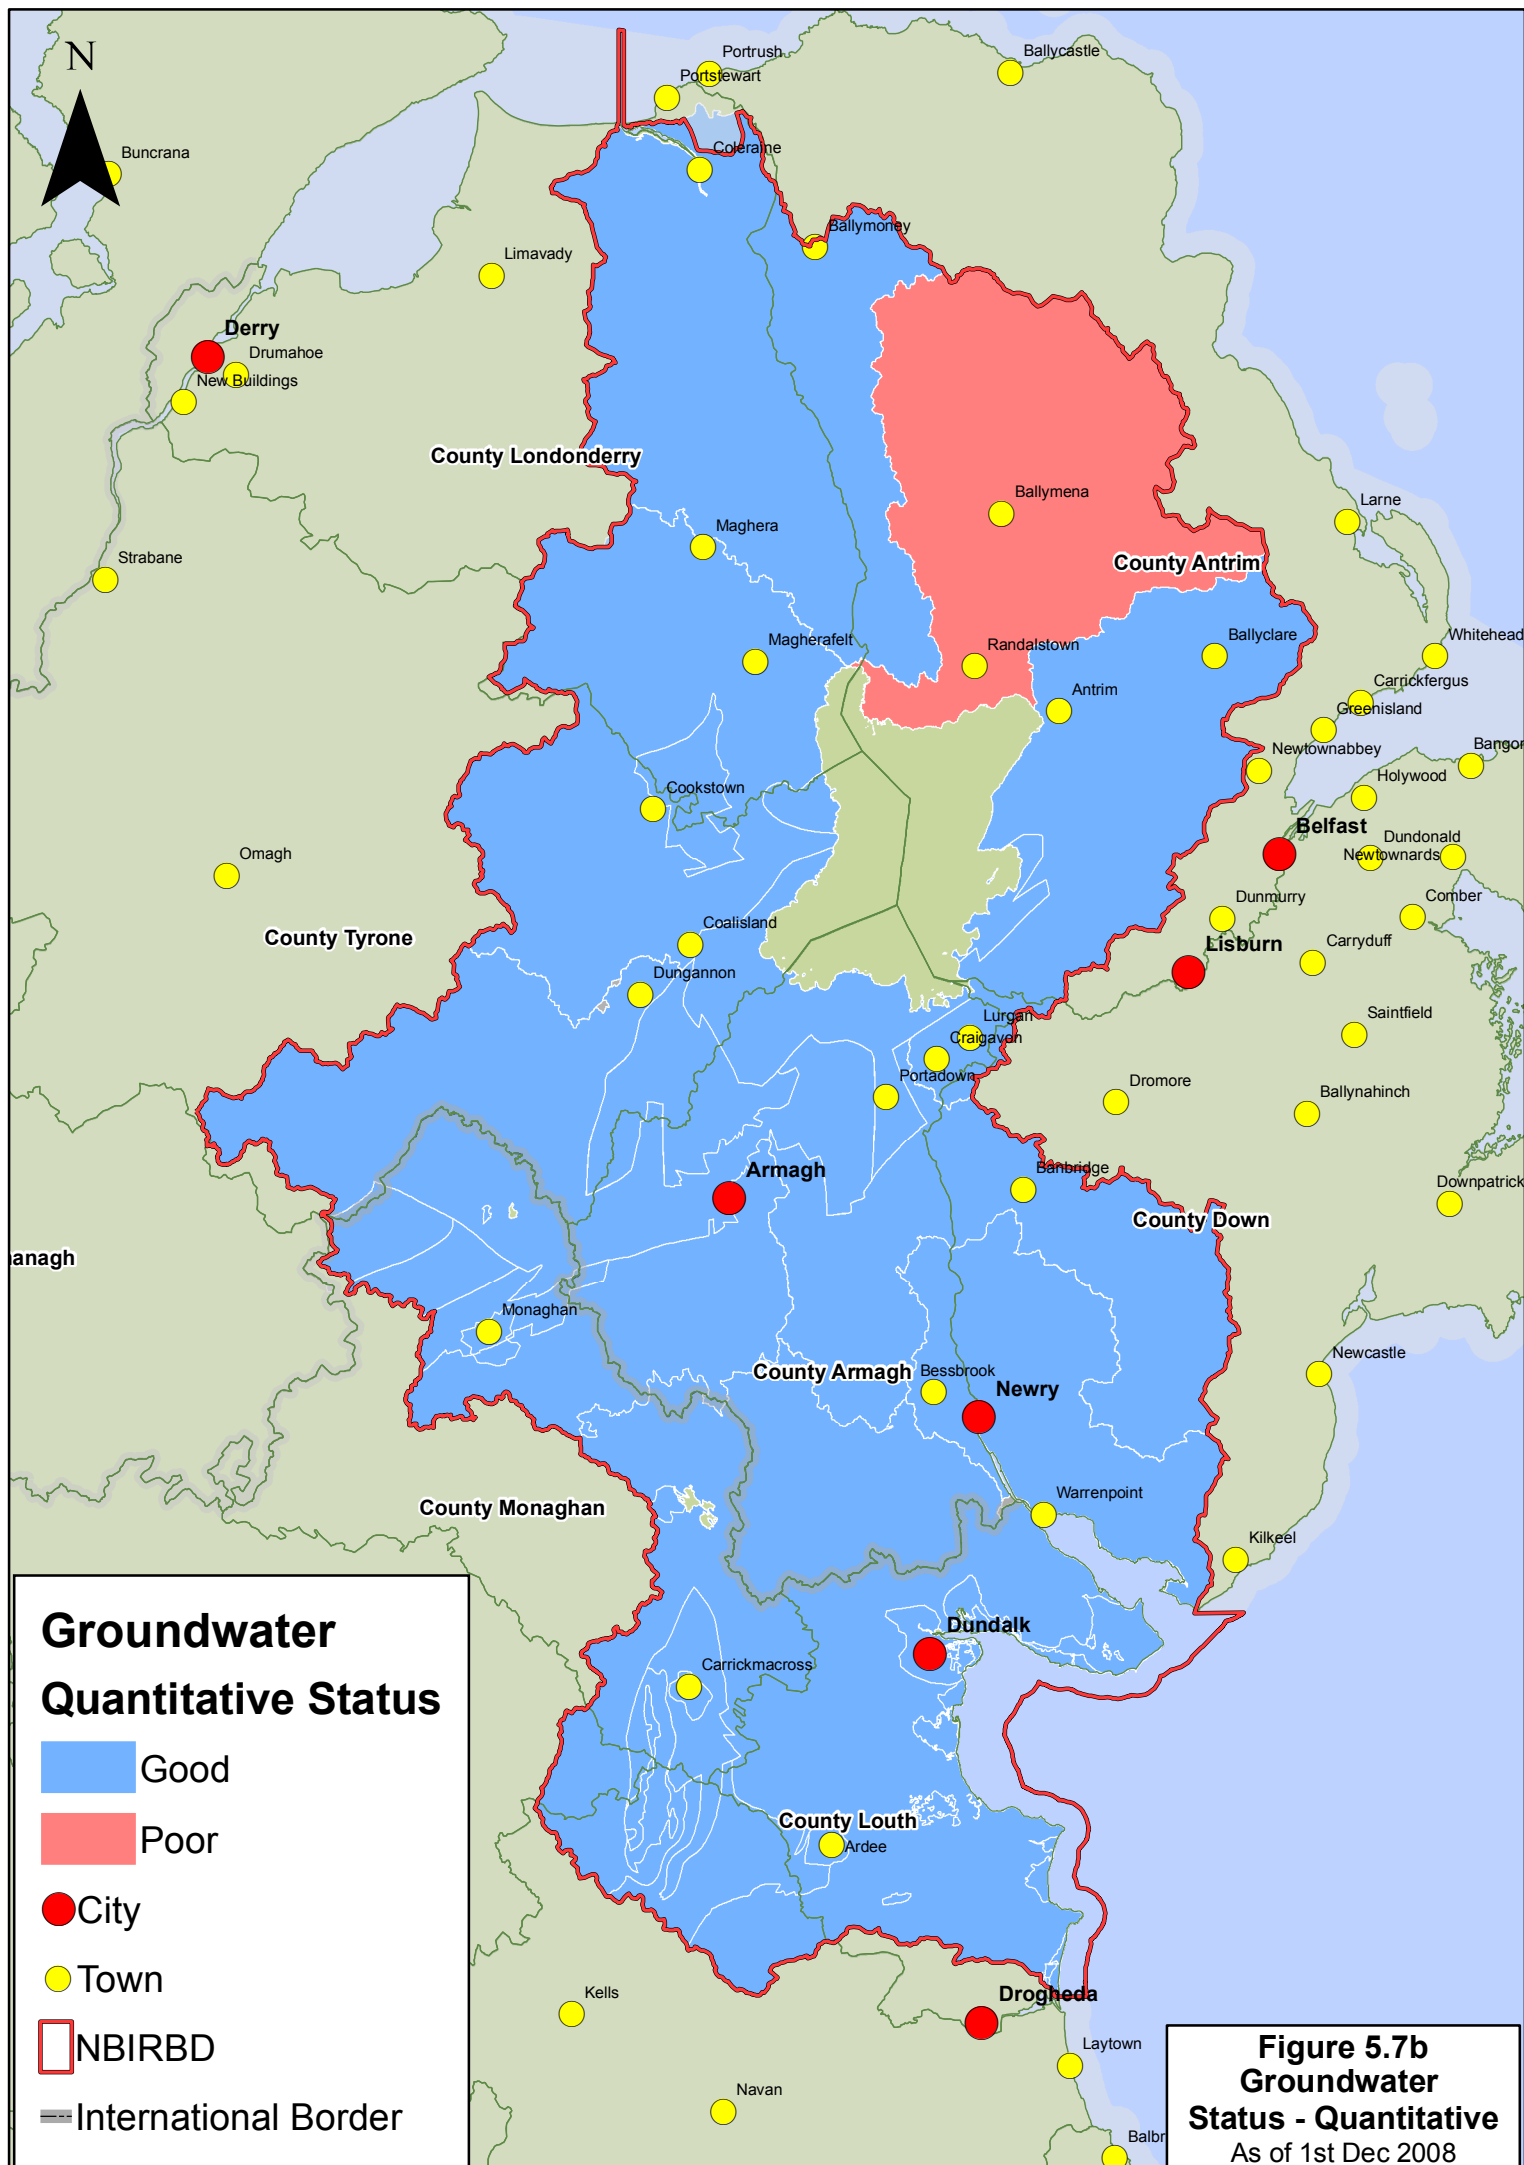 N
Portrush
Ballycastle
Portstewart
Buncrana
Coleraine
Ballymoney
Limavady
Derry
Drumahoe
New Buildings
County Londonderry
Ballymena
Larne
Maghera
Strabane
County Antrim
Magherafelt
Randalstown
Ballyclare
Whitehead
Antrim
Carrickfergus
Greenisland
Newtownabbey
Bangor
Cookstown
Holywood
Belfast
Dundonald
Newtownards
Omagh
Dunmurry
Comber
County Tyrone
Coalisland
Lisburn
Carryduff
Dungannon
Lurgan
Saintfield
Craigavon
Portadown
Dromore
Ballynahinch
Armagh
Banbridge
Downpatrick
County Down
anagh
Monaghan
County Armagh
Bessbrook
Newry
Newcastle
County Monaghan
Warrenpoint
Kilkeel
Dundalk
Carrickmacross
County Louth
Ardee
Kells
Drogheda
Laytown
Navan
Balbr
Groundwater
Quantitative Status
Good
Poor
City
Town
NBIRBD
International Border
Figure 5.7b
Groundwater
Status - Quantitative
As of 1st Dec 2008